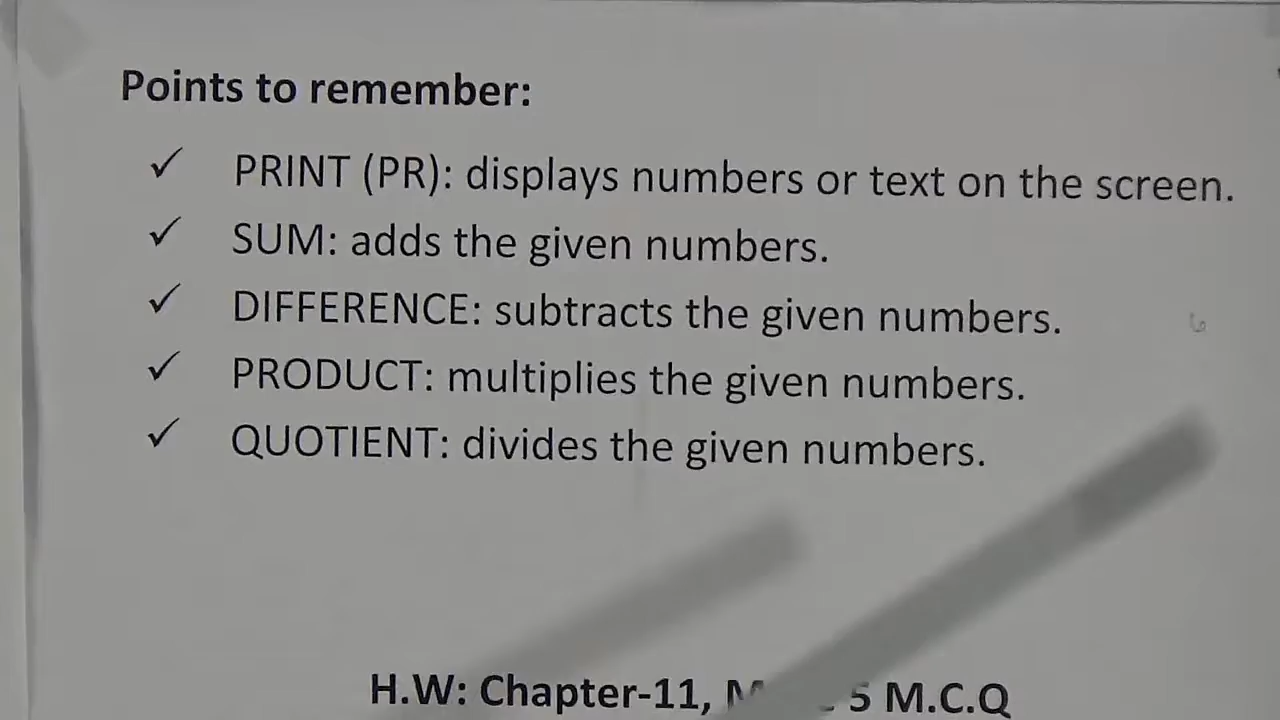 Points to remember:
✓ PRINT (PR): displays numbers or text on the screen.
✓ SUM: adds the given numbers.
✓ DIFFERENCE: subtracts the given numbers.
✓ PRODUCT: multiplies the given numbers.
✓ QUOTIENT: divides the given numbers.
H.W: Chapter-11, 5 M.C.Q